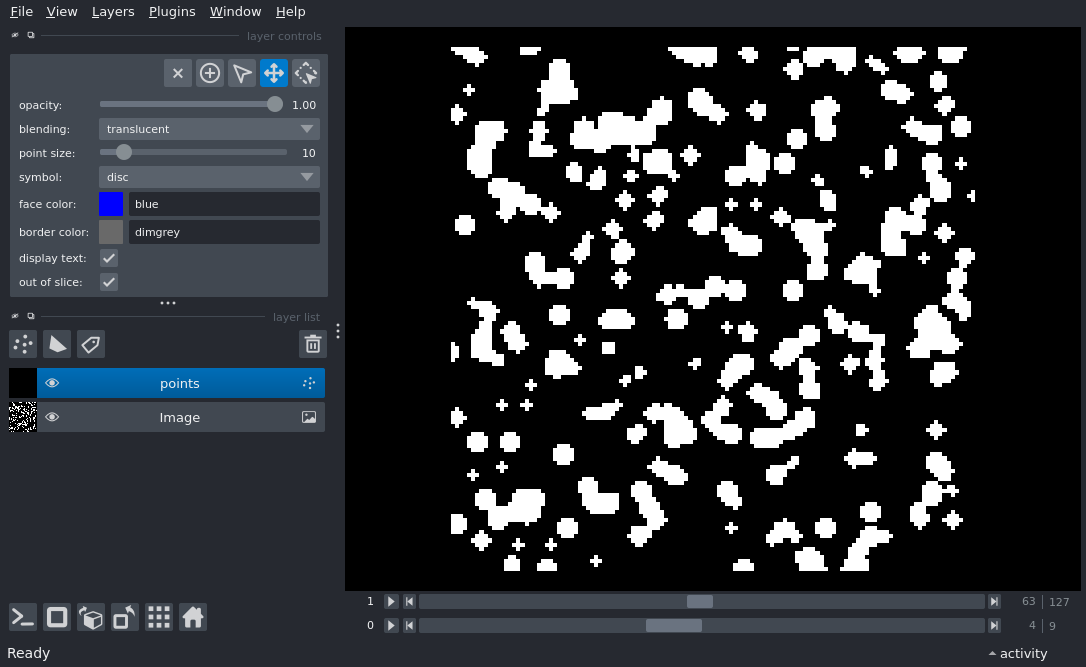 File View Layers Plugins Window Help
layer controls
opacity: 1.00
blending: translucent
point size: 10
symbol: disc
face color: blue
border color: dimgrey
display text:
out of slice:
layer list
points
Image
1 63 127
0 4 9
Ready activity